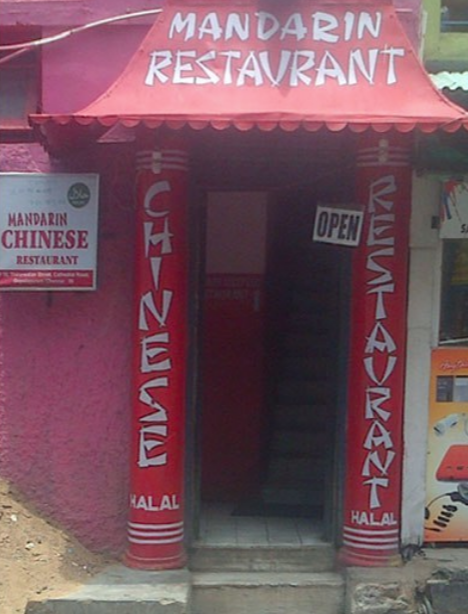 MANDARIN
RESTAURANT
MANDARIN
CHINESE
RESTAURANT
CHINESE
HALAL
OPEN
RESTAURANT
HALAL